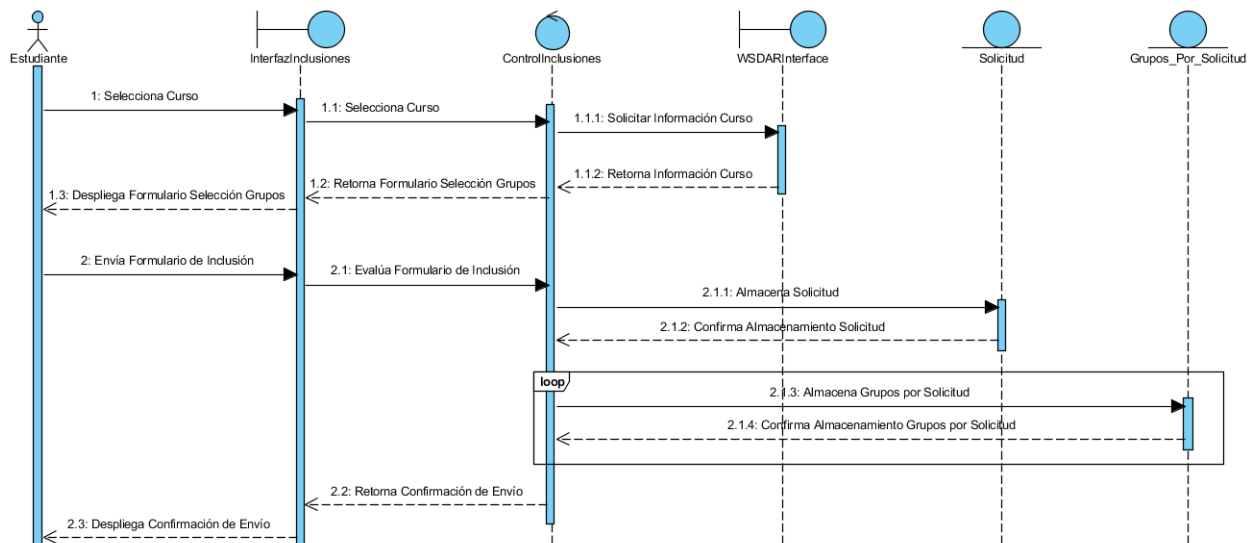 Estudiante
InterfazInclusiones
ControlInclusiones
WSDARInterface
Solicitud
Grupos_Por_Solicitud
1: Selecciona Curso
1.1: Selecciona Curso
1.1.1: Solicitar Información Curso
1.1.2: Retorna Información Curso
1.2: Retorna Formulario Selección Grupos
1.3: Despliega Formulario Selección Grupos
2: Envía Formulario de Inclusión
2.1: Evalúa Formulario de Inclusión
2.1.1: Almacena Solicitud
2.1.2: Confirma Almacenamiento Solicitud
loop
2.1.3: Almacena Grupos por Solicitud
2.1.4: Confirma Almacenamiento Grupos por Solicitud
2.2: Retorna Confirmación de Envío
2.3: Despliega Confirmación de Envío